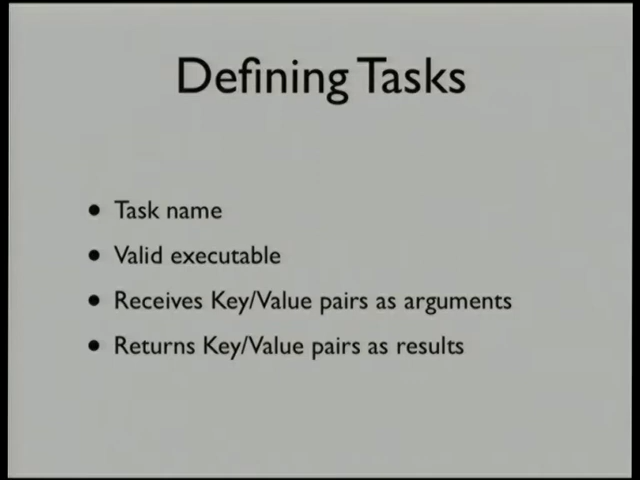 Defining Tasks
• Task name
• Valid executable
• Receives Key/Value pairs as arguments
• Returns Key/Value pairs as results